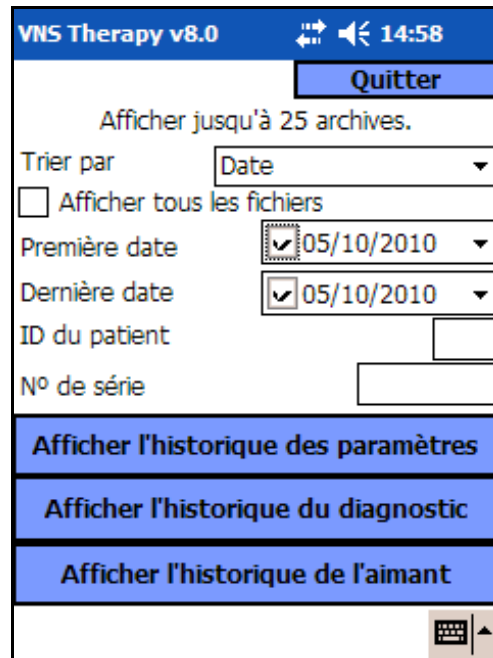 VNS Therapy v8.0 14:58
Quitter
Afficher jusqu'à 25 archives.
Trier par Date
Afficher tous les fichiers
Première date 05/10/2010
Dernière date 05/10/2010
ID du patient
Nº de série
Afficher l'historique des paramètres
Afficher l'historique du diagnostic
Afficher l'historique de l'aimant